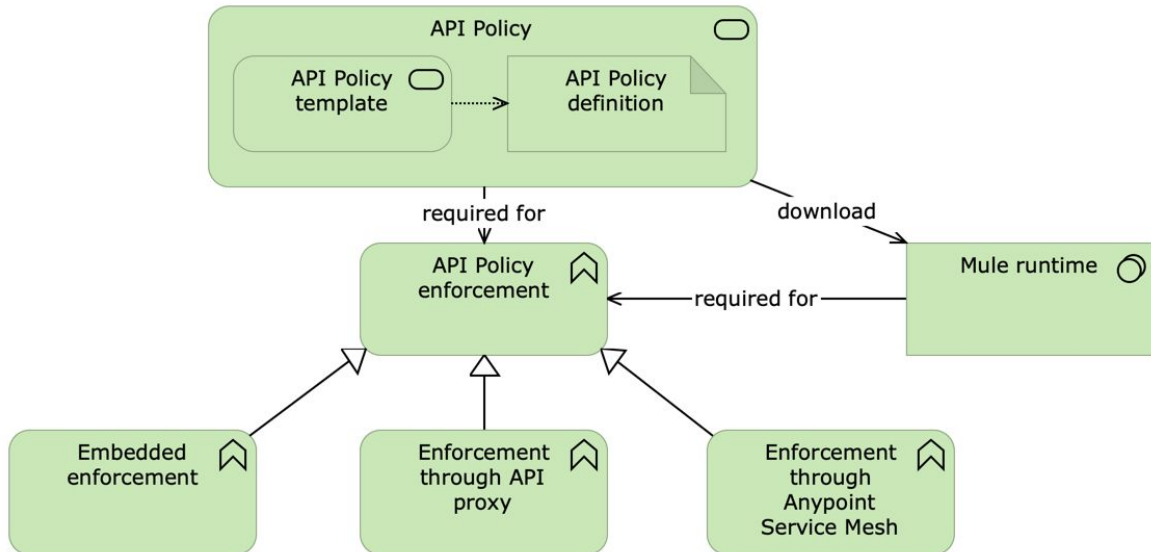 API Policy
API Policy
template
API Policy
definition
required for
download
API Policy
enforcement
Mule runtime
required for
Embedded
enforcement
Enforcement
through API
proxy
Enforcement
through
Anypoint
Service Mesh